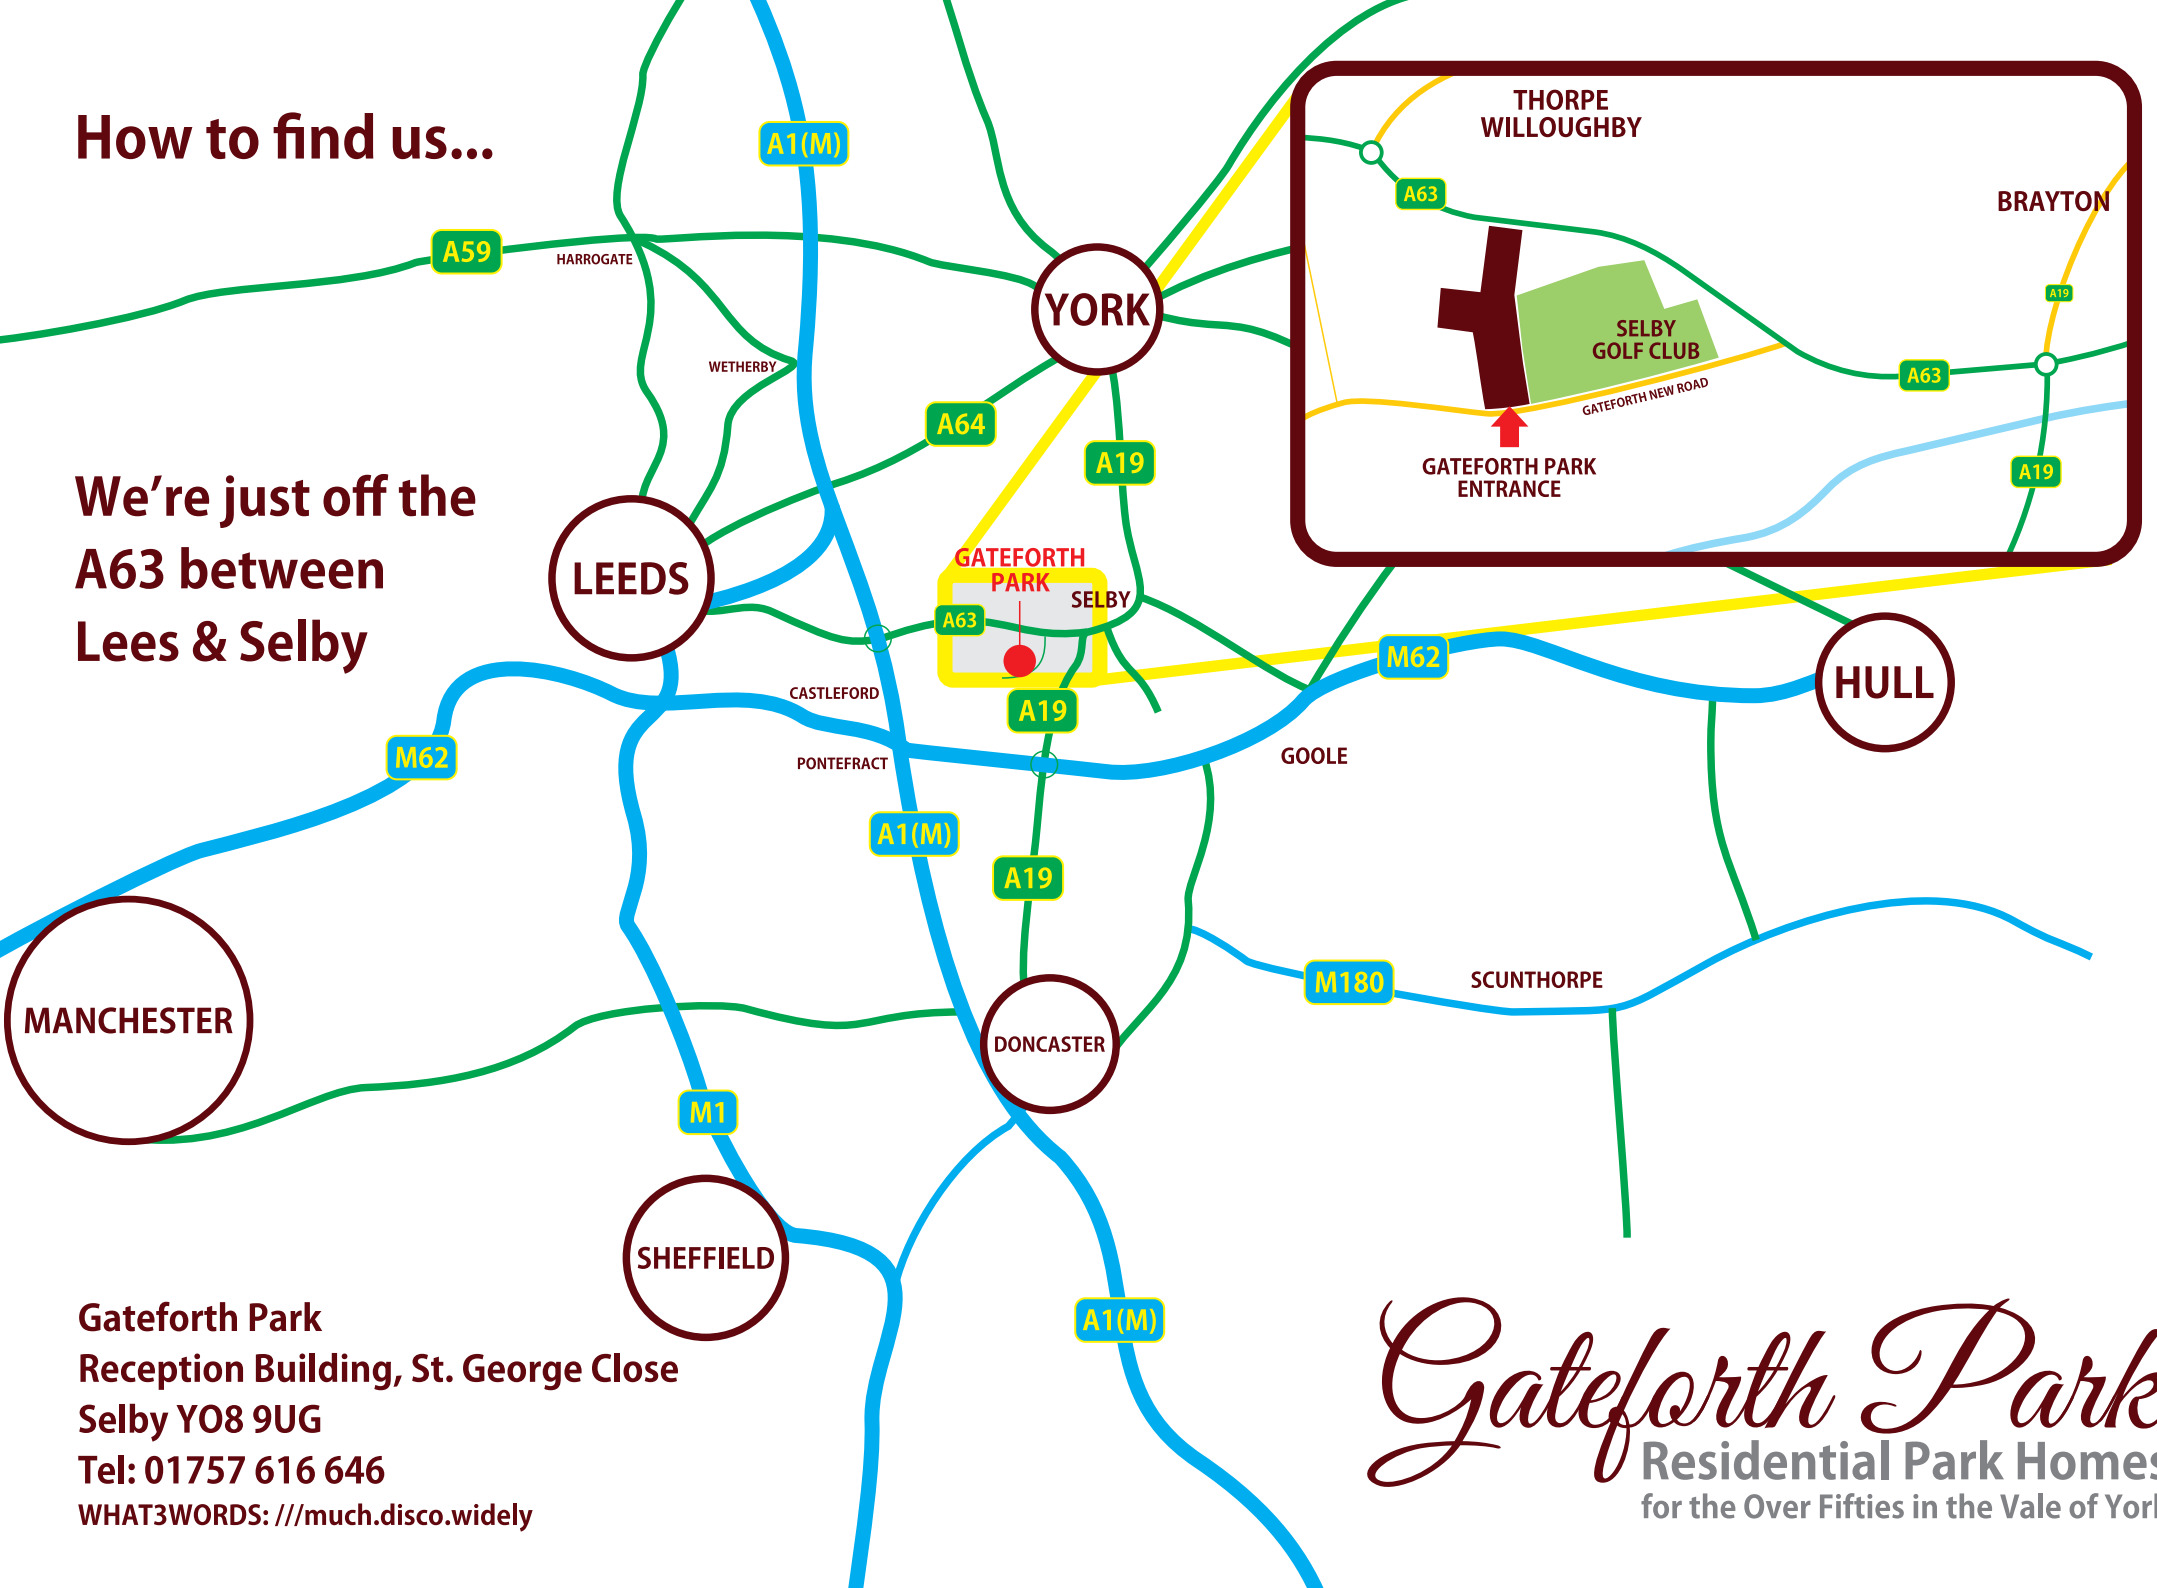 How to find us...
We're just off the
A63 between
Lees & Selby
A1(M)
A59
HARROGATE
WETHERBY
YORK
A64
A19
LEEDS
GATEFORTH
PARK
SELBY
A63
CASTLEFORD
PONTEFRACT
A19
M62
M62
GOOLE
HULL
A1(M)
A19
MANCHESTER
DONCASTER
M180
SCUNTHORPE
M1
SHEFFIELD
A1(M)
THORPE
WILLOUGHBY
A63
BRAYTON
A19
SELBY
GOLF CLUB
GATEFORTH NEW ROAD
A63
GATEFORTH PARK
ENTRANCE
A19
Gateforth Park
Reception Building, St. George Close
Selby YO8 9UG
Tel: 01757 616 646
WHAT3WORDS: ///much.disco.widely
Gateforth Park
Residential Park Homes
for the Over Fifties in the Vale of York